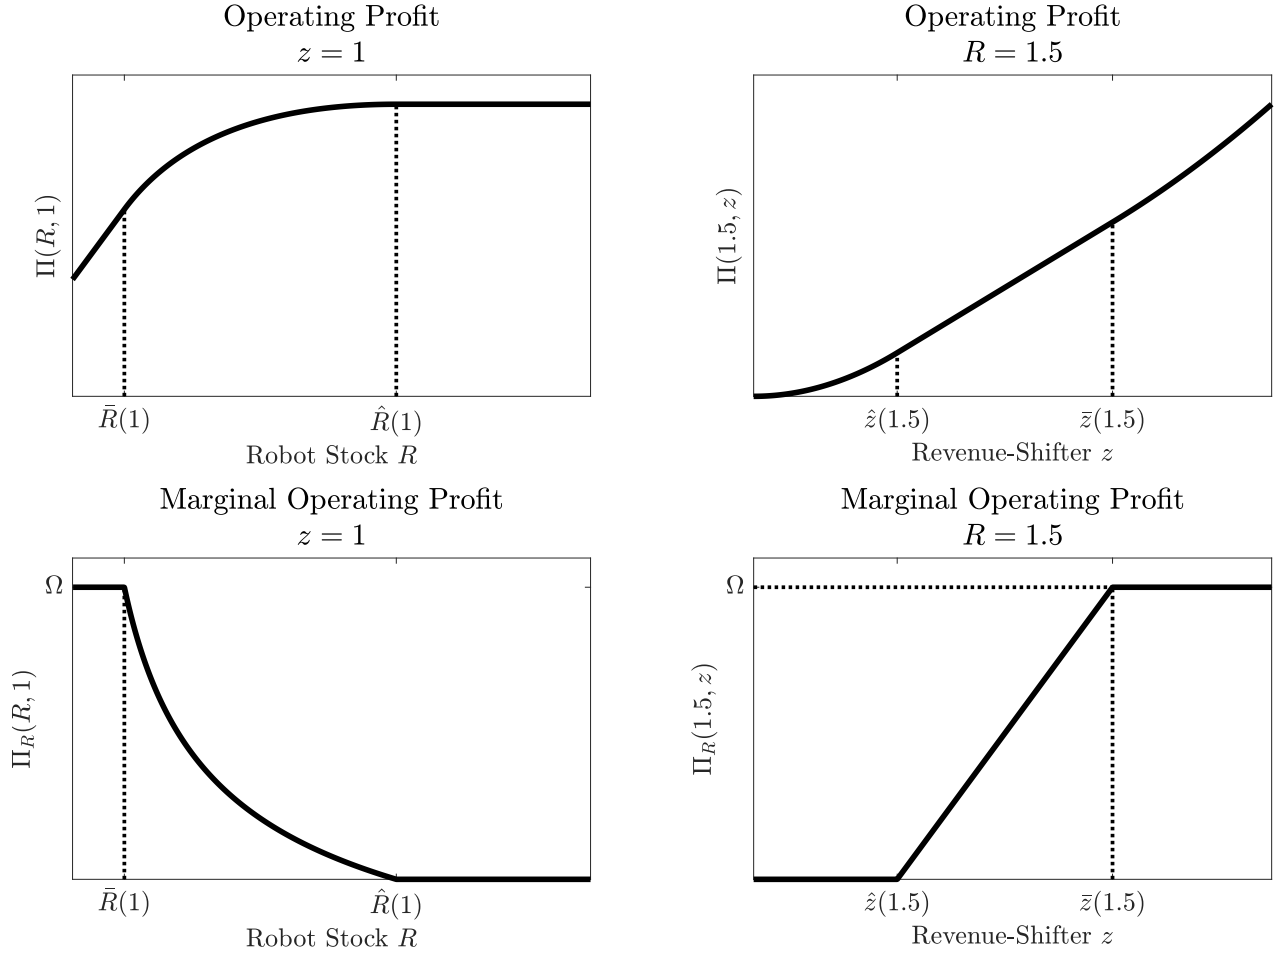 Operating Profit
z = 1
Π(R, 1)
R̄(1)
R̂(1)
Robot Stock R
Operating Profit
R = 1.5
Π(1.5, z)
ẑ(1.5)
z̄(1.5)
Revenue-Shifter z
Marginal Operating Profit
z = 1
Ω
Π_R(R, 1)
R̄(1)
R̂(1)
Robot Stock R
Marginal Operating Profit
R = 1.5
Ω
Π_R(1.5, z)
ẑ(1.5)
z̄(1.5)
Revenue-Shifter z